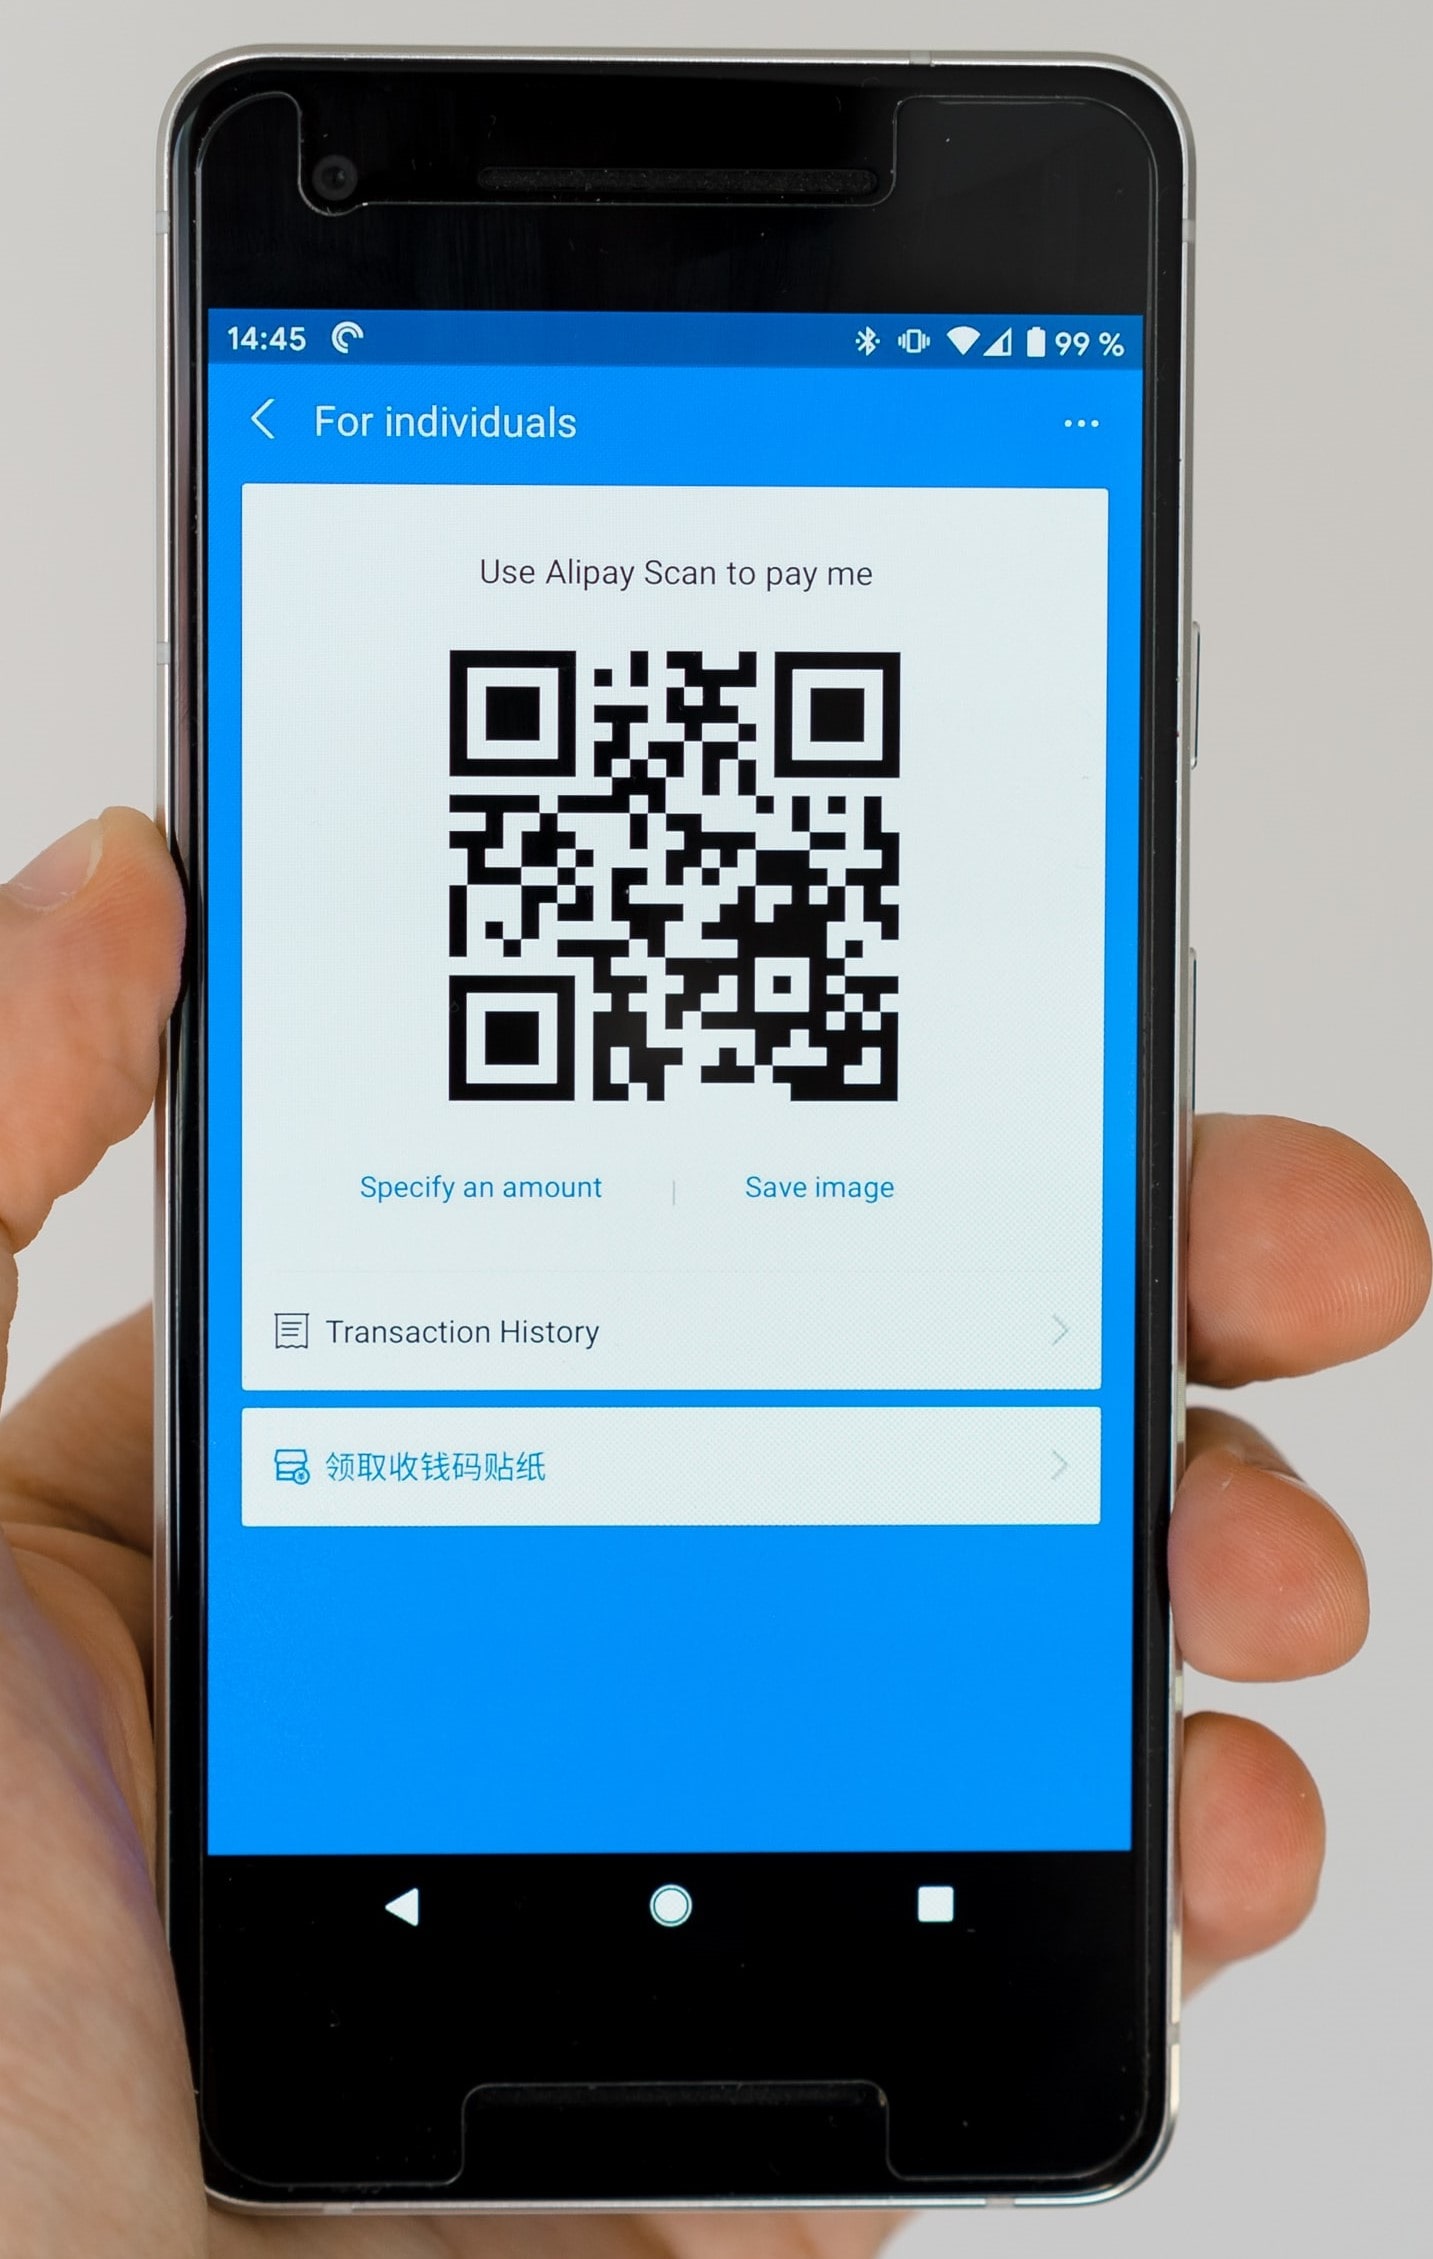 14:45 99 %
For individuals
Use Alipay Scan to pay me
Specify an amount | Save image
Transaction History
领取收钱码贴纸